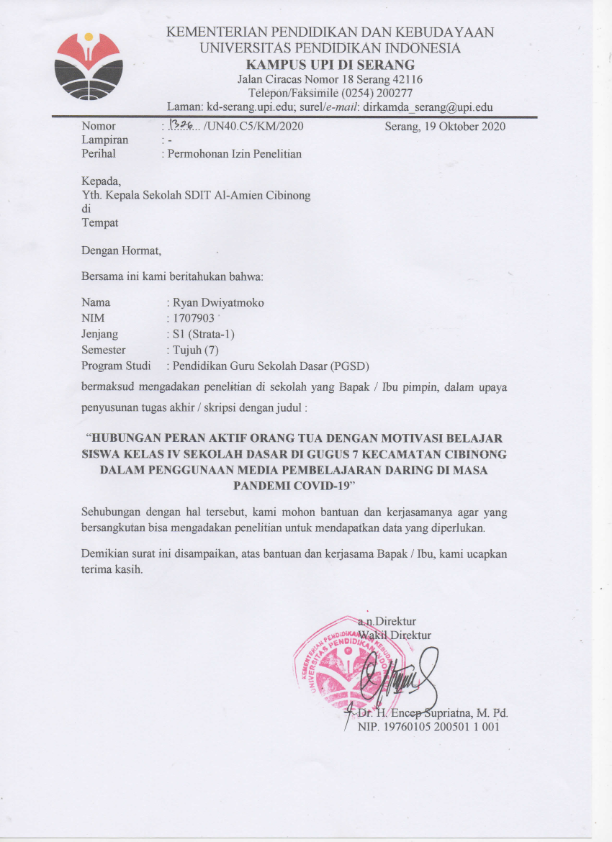 KEMENTERIAN PENDIDIKAN DAN KEBUDAYAAN
UNIVERSITAS PENDIDIKAN INDONESIA
KAMPUS UPI DI SERANG
Jalan Ciracas Nomor 18 Serang 42116
Telepon/Faksimile (0254) 200277
Laman: kd-serang.upi.edu; surel/e-mail: dirkamda_serang@upi.edu
Nomor : 1326 /UN40.C5/KM/2020 Serang, 19 Oktober 2020
Lampiran : -
Perihal : Permohonan Izin Penelitian
Kepada,
Yth. Kepala Sekolah SDIT Al-Amien Cibinong
di
Tempat
Dengan Hormat,
Bersama ini kami beritahukan bahwa:
Nama : Ryan Dwiyatmoko
NIM : 1707903
Jenjang : S1 (Strata-1)
Semester : Tujuh (7)
Program Studi : Pendidikan Guru Sekolah Dasar (PGSD)
bermaksud mengadakan penelitian di sekolah yang Bapak / Ibu pimpin, dalam upaya
penyusunan tugas akhir / skripsi dengan judul :
“HUBUNGAN PERAN AKTIF ORANG TUA DENGAN MOTIVASI BELAJAR
SISWA KELAS IV SEKOLAH DASAR DI GUGUS 7 KECAMATAN CIBINONG
DALAM PENGGUNAAN MEDIA PEMBELAJARAN DARING DI MASA
PANDEMI COVID-19”
Sehubungan dengan hal tersebut, kami mohon bantuan dan kerjasamanya agar yang
bersangkutan bisa mengadakan penelitian untuk mendapatkan data yang diperlukan.
Demikian surat ini disampaikan, atas bantuan dan kerjasama Bapak / Ibu, kami ucapkan
terima kasih.
a.n.Direktur
Wakil Direktur
KEMENTERIAN PENDIDIKAN DAN
UNIVERSITAS PENDIDIKAN INDONESIA
Dr. H. Encep Supriatna, M. Pd.
NIP. 19760105 200501 1 001